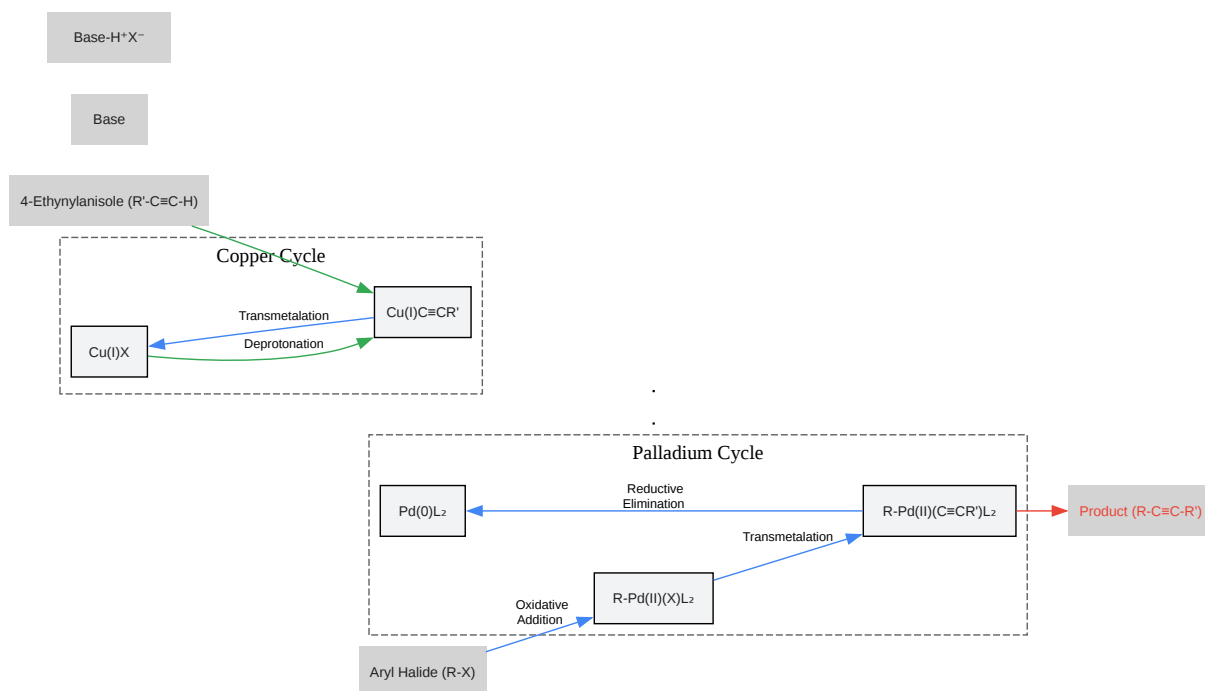 Base-H⁺X⁻
Base
4-Ethynylanisole (R'-C≡C-H)
Copper Cycle
Cu(I)C≡CR'
Transmetalation
Deprotonation
Cu(I)X
Palladium Cycle
Reductive
Elimination
Pd(0)L₂
R-Pd(II)(C≡CR')L₂
Product (R-C≡C-R')
Transmetalation
R-Pd(II)(X)L₂
Oxidative
Addition
Aryl Halide (R-X)